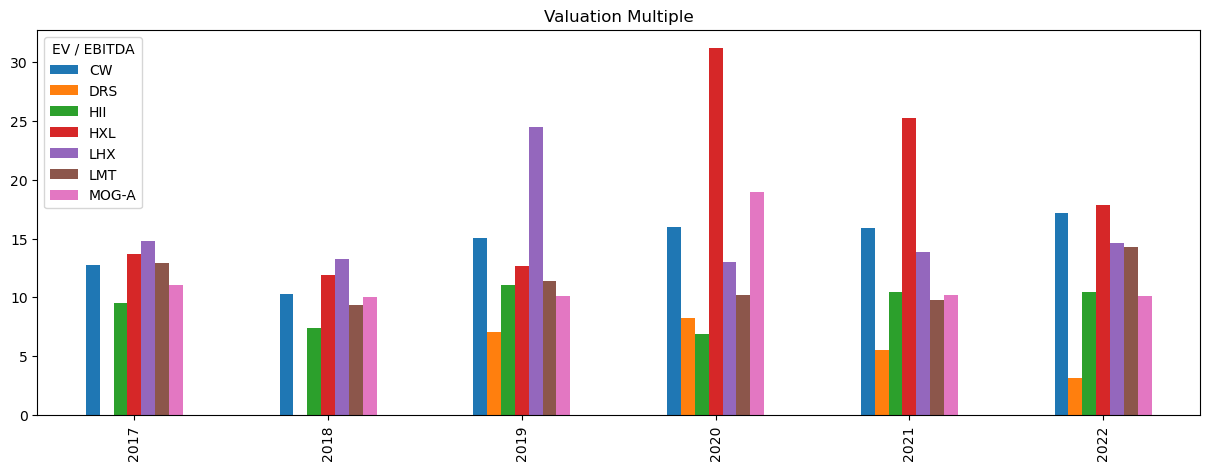 Valuation Multiple
EV / EBITDA
CW
DRS
HII
HXL
LHX
LMT
MOG-A
30
25
20
15
10
5
0
2017
2018
2019
2020
2021
2022